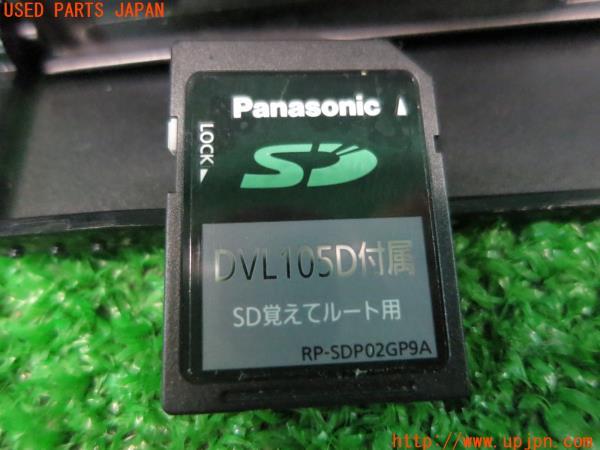 USED PARTS JAPAN
Panasonic
LOCK
SD
DVL105D付属
SD覚えてルート用
RP-SDP02GP9A
http://www.upjpn.com/